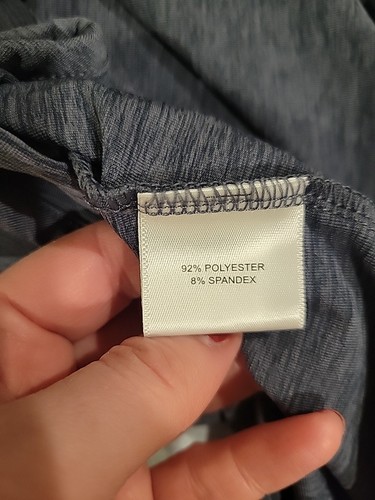 92% POLYESTER
8% SPANDEX